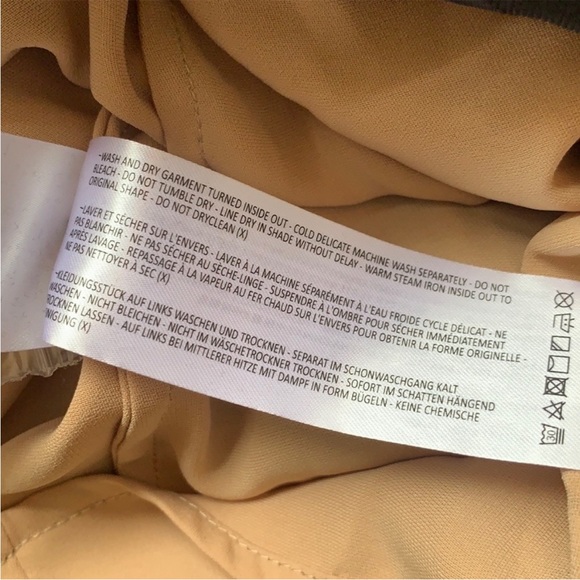 -WASH AND DRY GARMENT TURNED INSIDE OUT - COLD DELICATE MACHINE WASH SEPARATELY - DO NOT
BLEACH - DO NOT TUMBLE DRY - LINE DRY IN SHADE WITHOUT DELAY - WARM STEAM IRON INSIDE OUT TO
ORIGINAL SHAPE - DO NOT DRYCLEAN (X)
-LAVER ET SÉCHER SUR L'ENVERS - LAVER À LA MACHINE SÉPARÉMENT À L'EAU FROIDE CYCLE DÉLICAT - NE
PAS BLANCHIR - NE PAS SÉCHER AU SÈCHE-LINGE - SUSPENDRE À L'OMBRE POUR SÉCHER IMMÉDIATEMENT
APRÈS LAVAGE - REPASSAGE À LA VAPEUR AU FER CHAUD SUR L'ENVERS POUR OBTENIR LA FORME ORIGINELLE -
NE PAS NETTOYER À SEC (X)
-KLEIDUNGSSTÜCK AUF LINKS WASCHEN UND TROCKNEN - SEPARAT IM SCHONWASCHGANG KALT
WASCHEN - NICHT BLEICHEN - NICHT IM WÄSCHETROCKNER TROCKNEN - SOFORT IM SCHATTEN HÄNGEND
TROCKNEN LASSEN - AUF LINKS BEI MITTLERER HITZE MIT DAMPF IN FORM BÜGELN - KEINE CHEMISCHE
INIGUNG (X)
30